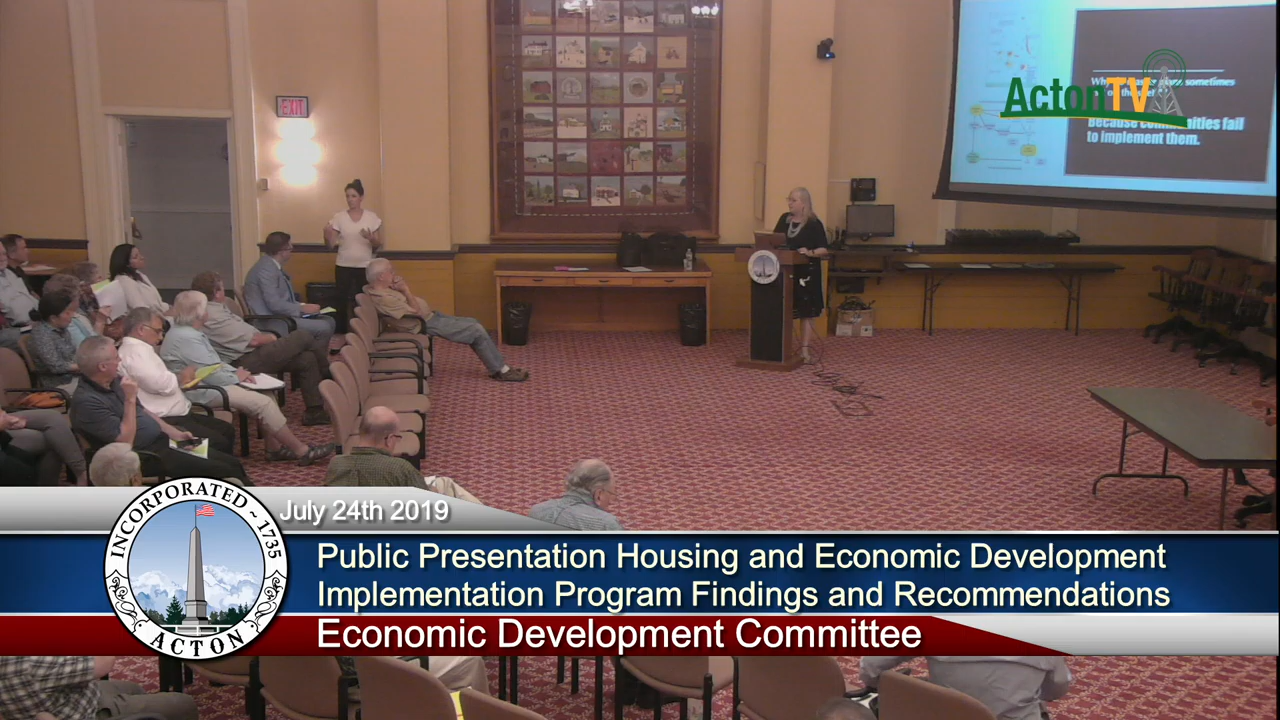 EXIT
ActonTV
sometimes
Because communities fail
to implement them.
July 24th 2019
INCORPORATED ~ 1735
ACTON
Public Presentation Housing and Economic Development
Implementation Program Findings and Recommendations
Economic Development Committee